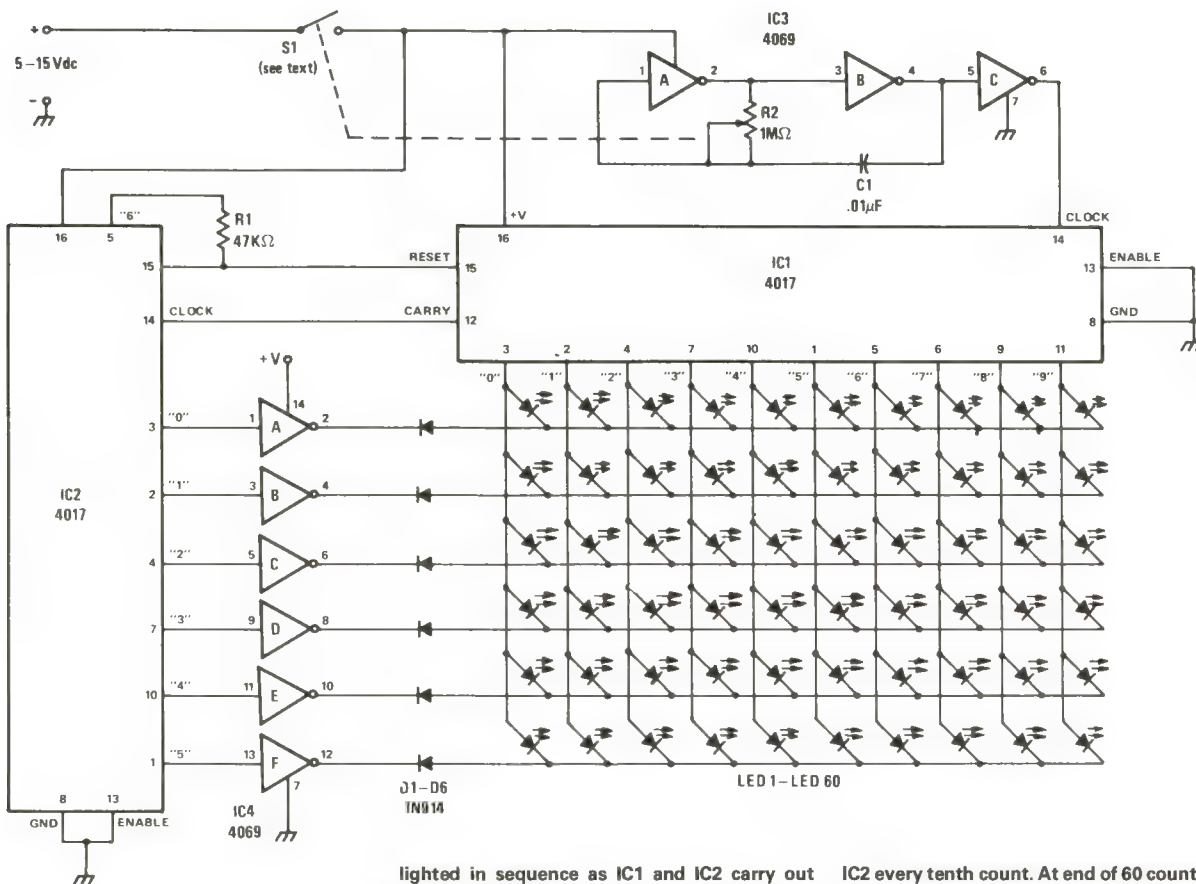 IC3
4069
+
S1
(see text)
5–15Vdc
-
1 A 2
3 B 4
5 C 6
7
R2
1MΩ
C1
.01µF
"6"
16 5
R1
47KΩ
+V
16
CLOCK
14
15 RESET 15
IC1
4017
13 ENABLE
14 CLOCK CARRY 12
8 GND
3 2 4 7 10 1 5 6 9 11
"0" "1" "2" "3" "4" "5" "6" "7" "8" "9"
+V
14
3 "0" 1 A 2
2 "1" 3 B 4
IC2
4017
4 "2" 5 C 6
7 "3" 9 D 8
10 "4" 11 E 10
1 "5" 13 F 12
7
8 13
GND ENABLE
IC4
4069
D1–D6
1N914
LED 1–LED 60
lighted in sequence as IC1 and IC2 carry out
IC2 every tenth count. At end of 60 count